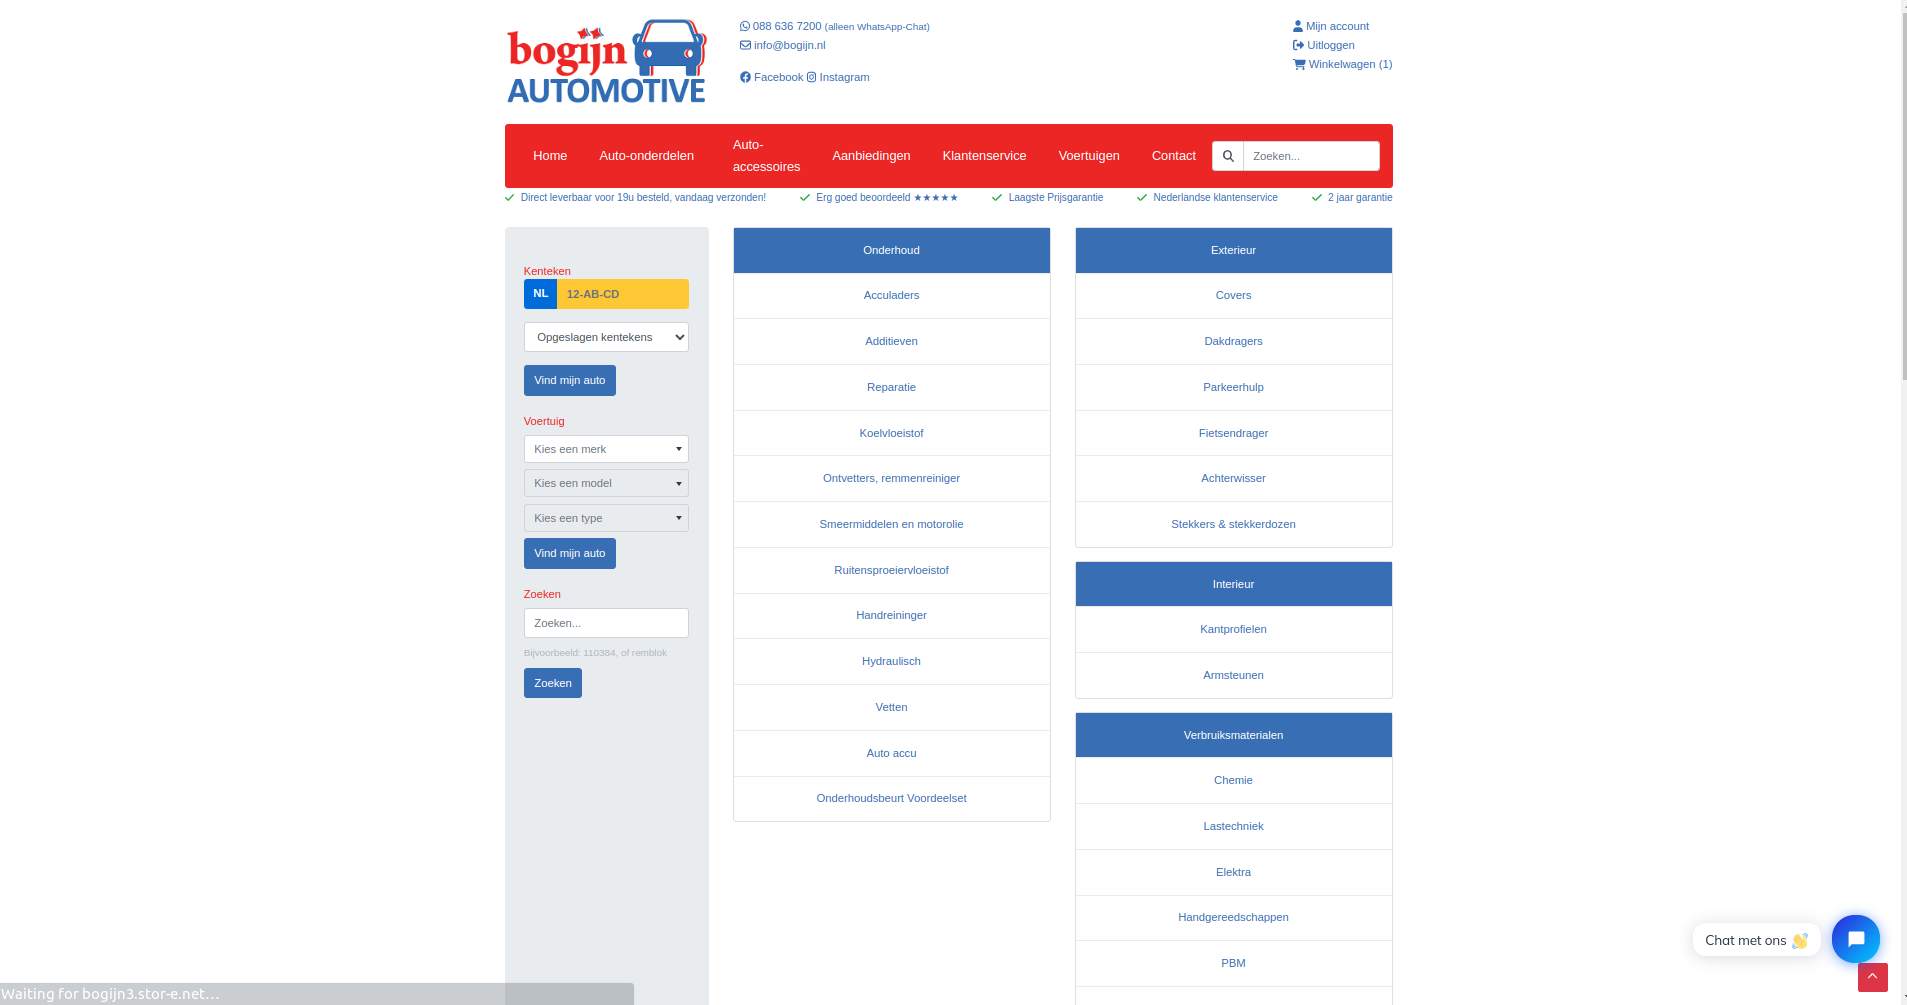 bogijn
AUTOMOTIVE
088 636 7200 (alleen WhatsApp-Chat)
info@bogijn.nl
Facebook Instagram
Mijn account
Uitloggen
Winkelwagen (1)
Home Auto-onderdelen Auto-accessoires Aanbiedingen Klantenservice Voertuigen Contact Zoeken...
Direct leverbaar voor 19u besteld, vandaag verzonden! Erg goed beoordeeld ★★★★★ Laagste Prijsgarantie Nederlandse klantenservice 2 jaar garantie
Kenteken
NL 12-AB-CD
Opgeslagen kentekens
Vind mijn auto
Voertuig
Kies een merk
Kies een model
Kies een type
Vind mijn auto
Zoeken
Zoeken...
Bijvoorbeeld: 110384, of remblok
Zoeken
Onderhoud
Acculaders
Additieven
Reparatie
Koelvloeistof
Ontvetters, remmenreiniger
Smeermiddelen en motorolie
Ruitensproeiervloeistof
Handreininger
Hydraulisch
Vetten
Auto accu
Onderhoudsbeurt Voordeelset
Exterieur
Covers
Dakdragers
Parkeerhulp
Fietsendrager
Achterwisser
Stekkers & stekkerdozen
Interieur
Kantprofielen
Armsteunen
Verbruiksmaterialen
Chemie
Lastechniek
Elektra
Handgereedschappen
PBM
Chat met ons 👋
Waiting for bogijn3.stor-e.net...